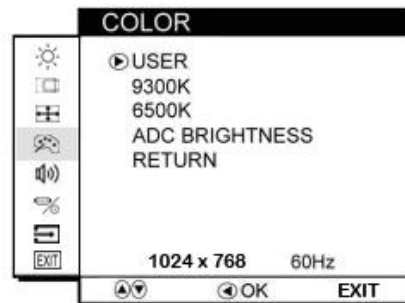 COLOR
USER
9300K
6500K
ADC BRIGHTNESS
RETURN
1024 x 768 60Hz
EXIT
OK EXIT